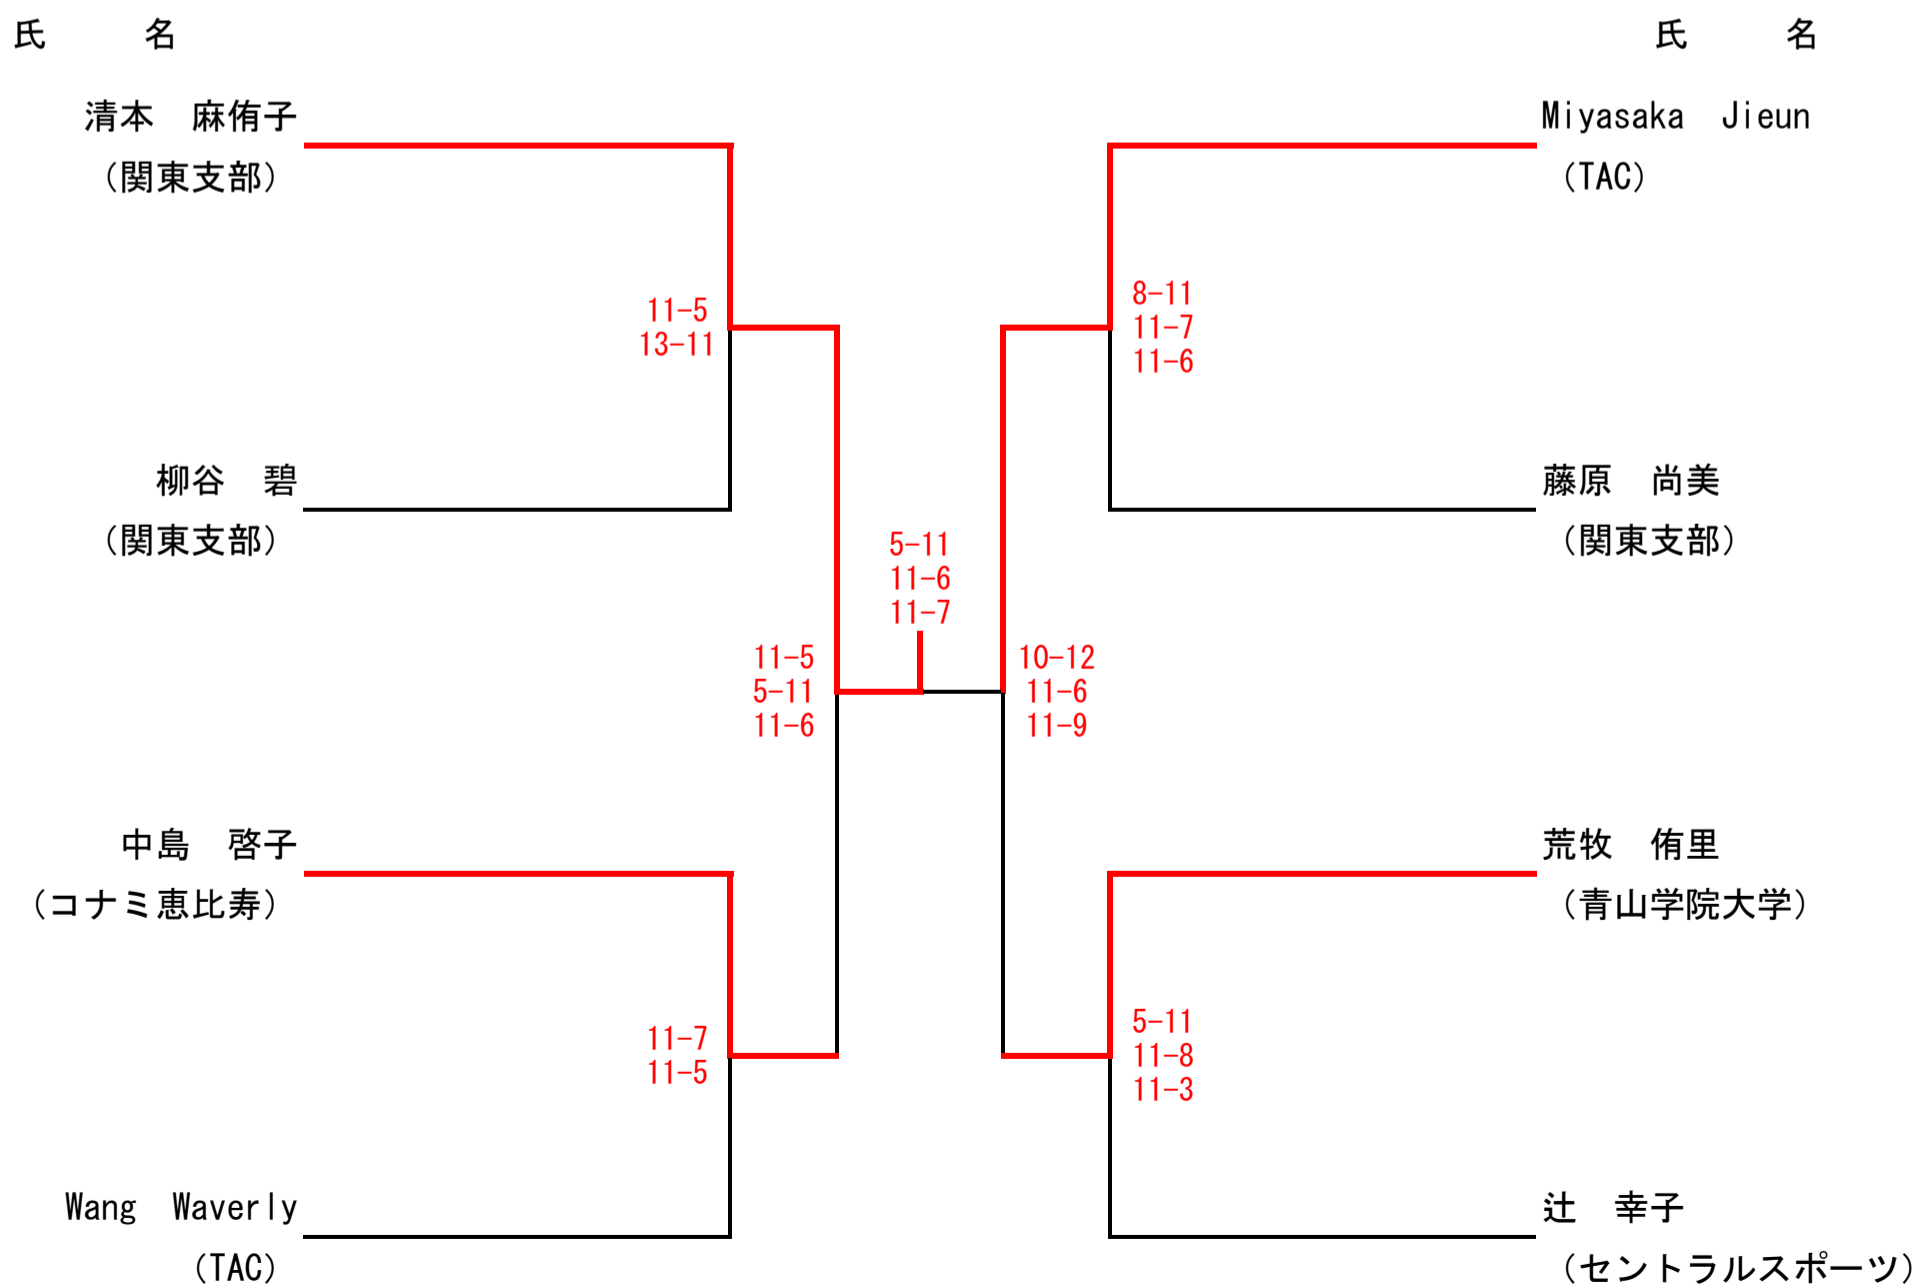 氏　名
清本　麻侑子
（関東支部）
11-5
13-11
柳谷　碧
（関東支部）
11-5
5-11
11-6
中島　啓子
（コナミ恵比寿）
11-7
11-5
Wang　Waverly
（TAC）
5-11
11-6
11-7
氏　名
Miyasaka　Jieun
（TAC）
8-11
11-7
11-6
藤原　尚美
（関東支部）
10-12
11-6
11-9
荒牧　侑里
（青山学院大学）
5-11
11-8
11-3
辻　幸子
（セントラルスポーツ）